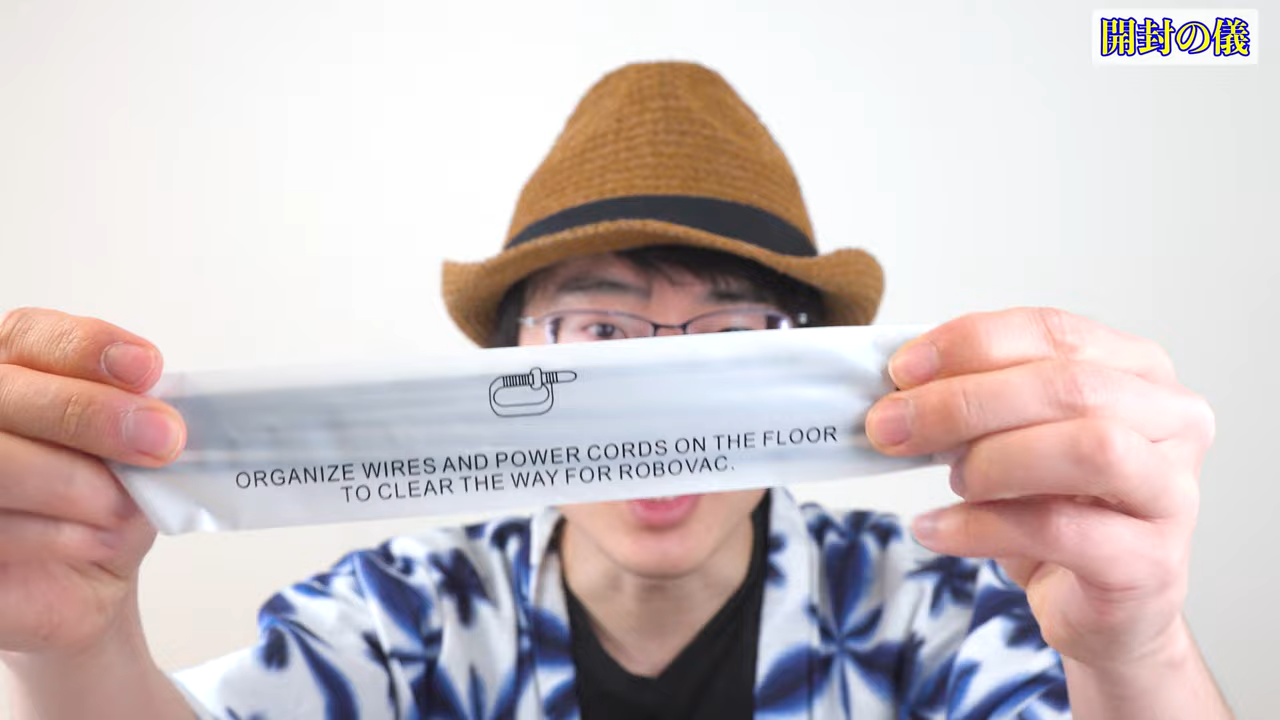 開封の儀
ORGANIZE WIRES AND POWER CORDS ON THE FLOOR
TO CLEAR THE WAY FOR ROBOVAC.